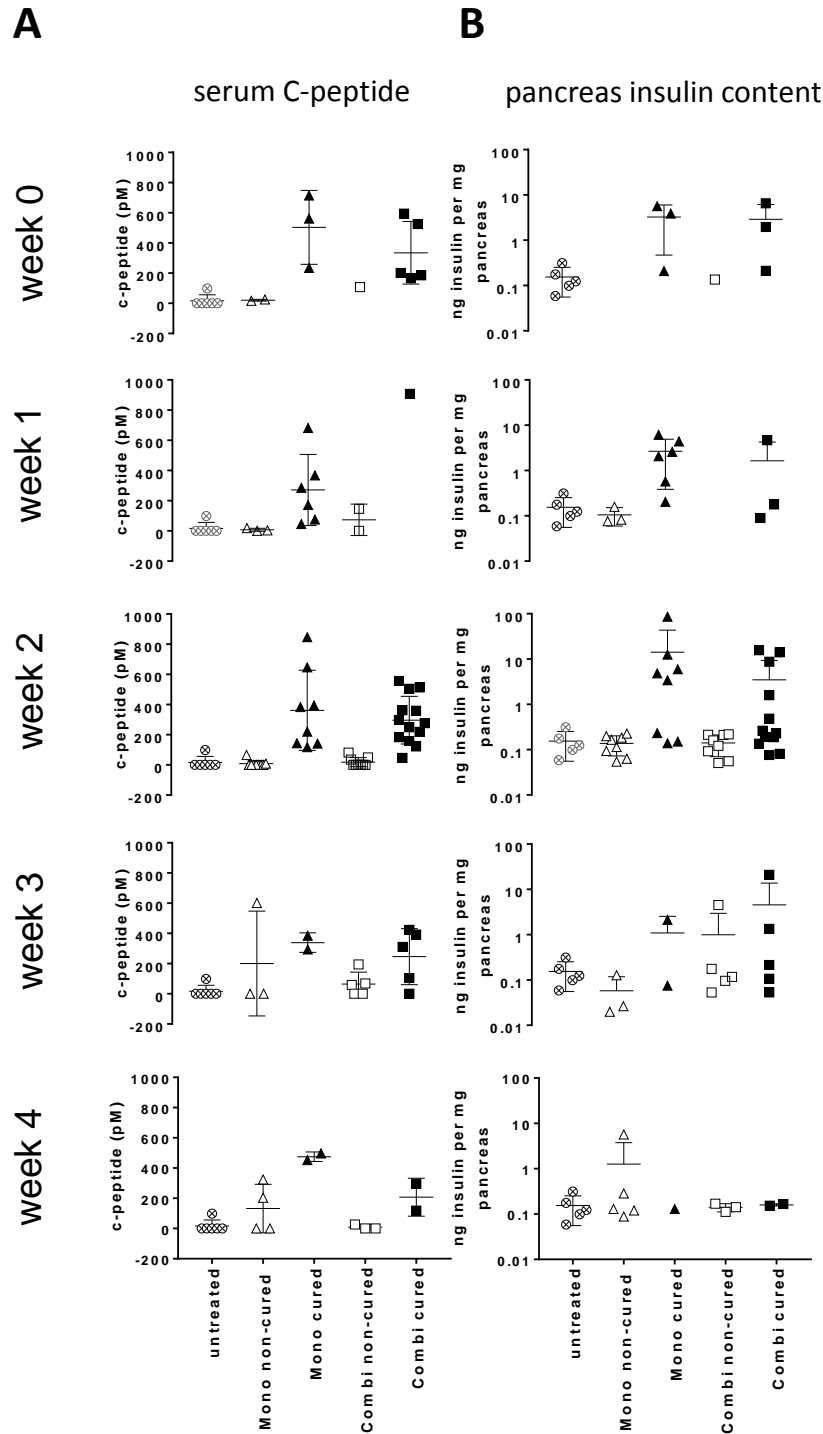 A
B
serum C-peptide
pancreas insulin content
week 0
c-peptide (pM)
1000
800
600
400
200
0
-200
ng insulin per mg
pancreas
100
10
1
0.1
0.01
week 1
c-peptide (pM)
1000
800
600
400
200
0
-200
ng insulin per mg
pancreas
100
10
1
0.1
0.01
week 2
c-peptide (pM)
1000
800
600
400
200
0
-200
ng insulin per mg
pancreas
100
10
1
0.1
0.01
week 3
c-peptide (pM)
1000
800
600
400
200
0
-200
ng insulin per mg
pancreas
100
10
1
0.1
0.01
week 4
c-peptide (pM)
1000
800
600
400
200
0
-200
ng insulin per mg
pancreas
100
10
1
0.1
0.01
untreated
Mono non-cured
Mono cured
Combi non-cured
Combi cured
untreated
Mono non-cured
Mono cured
Combi non-cured
Combi cured